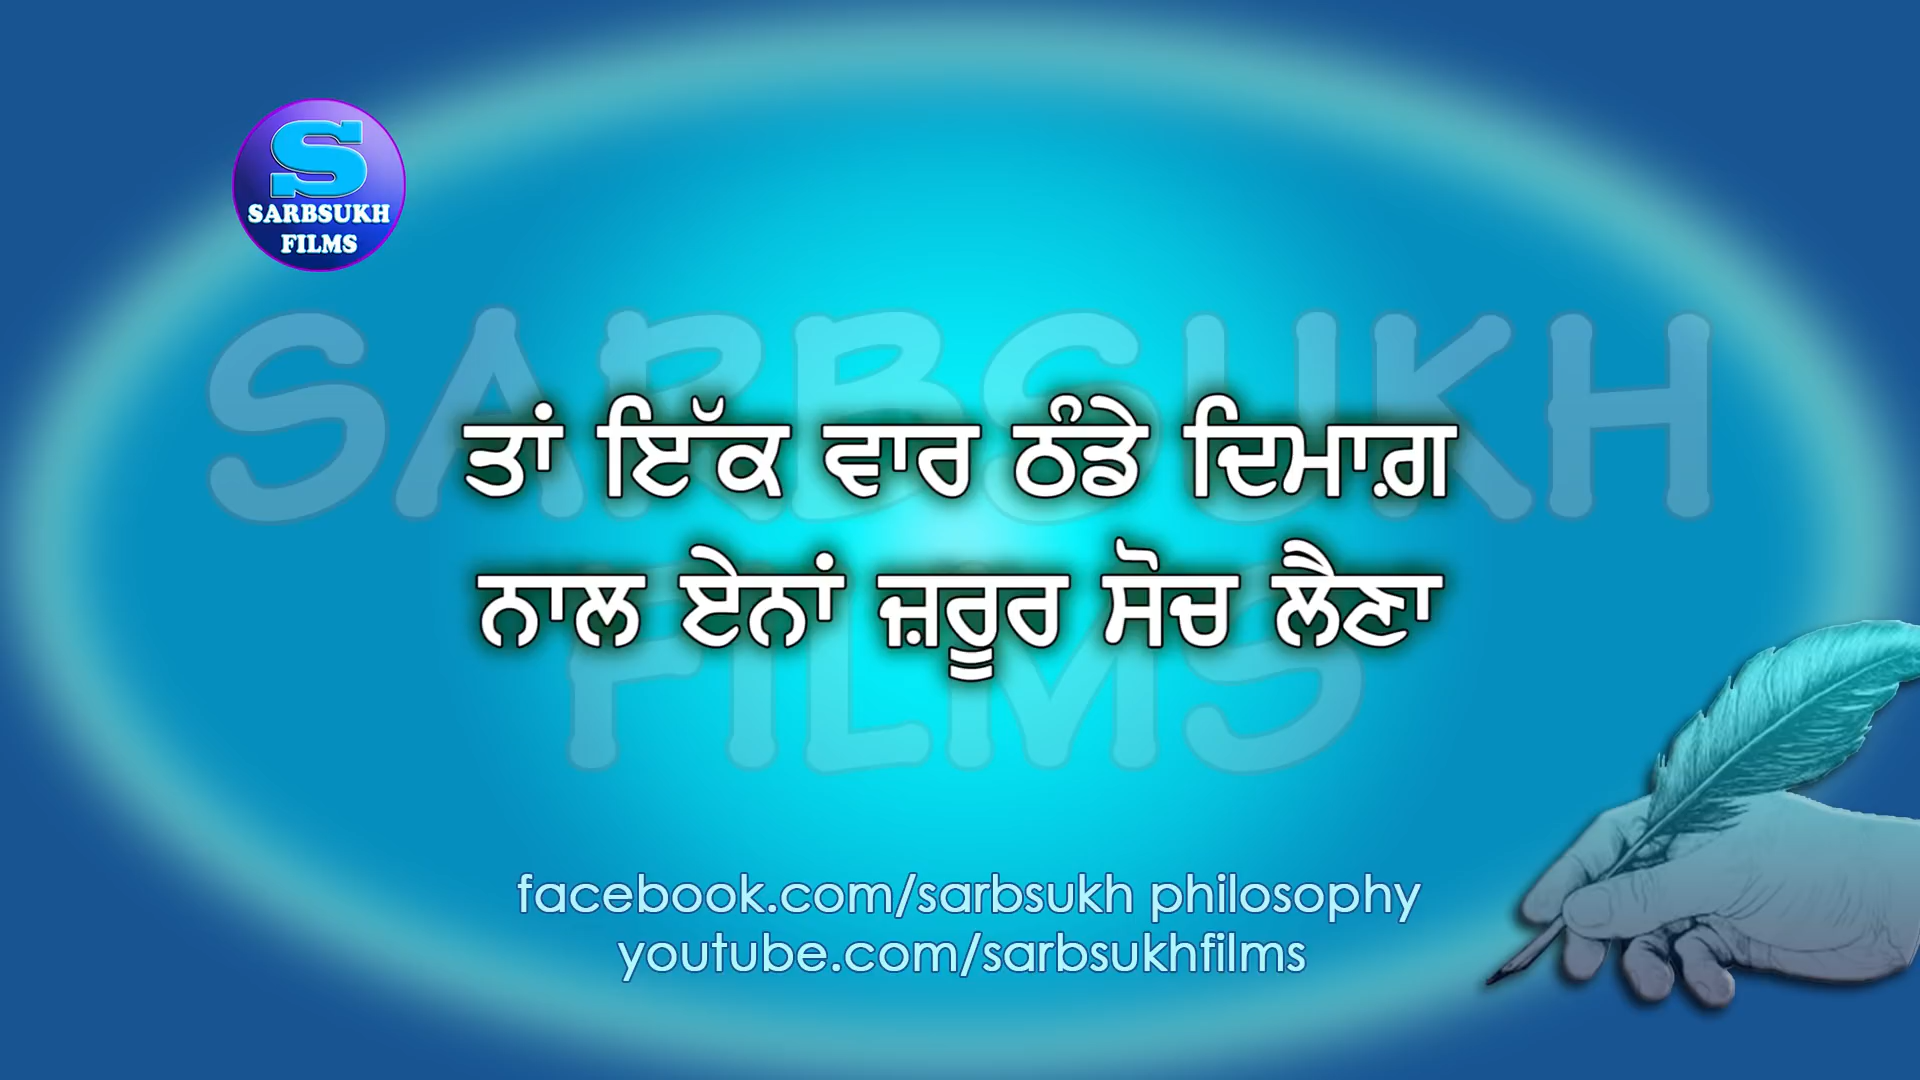 SARBSUKH
FILMS
SARBSUKH
FILMS
ਤਾਂ ਇੱਕ ਵਾਰ ਠੰਡੇ ਦਿਮਾਗ਼
ਨਾਲ ਏਨਾਂ ਜ਼ਰੂਰ ਸੋਚ ਲੈਣਾ
facebook.com/sarbsukh philosophy
youtube.com/sarbsukhfilms